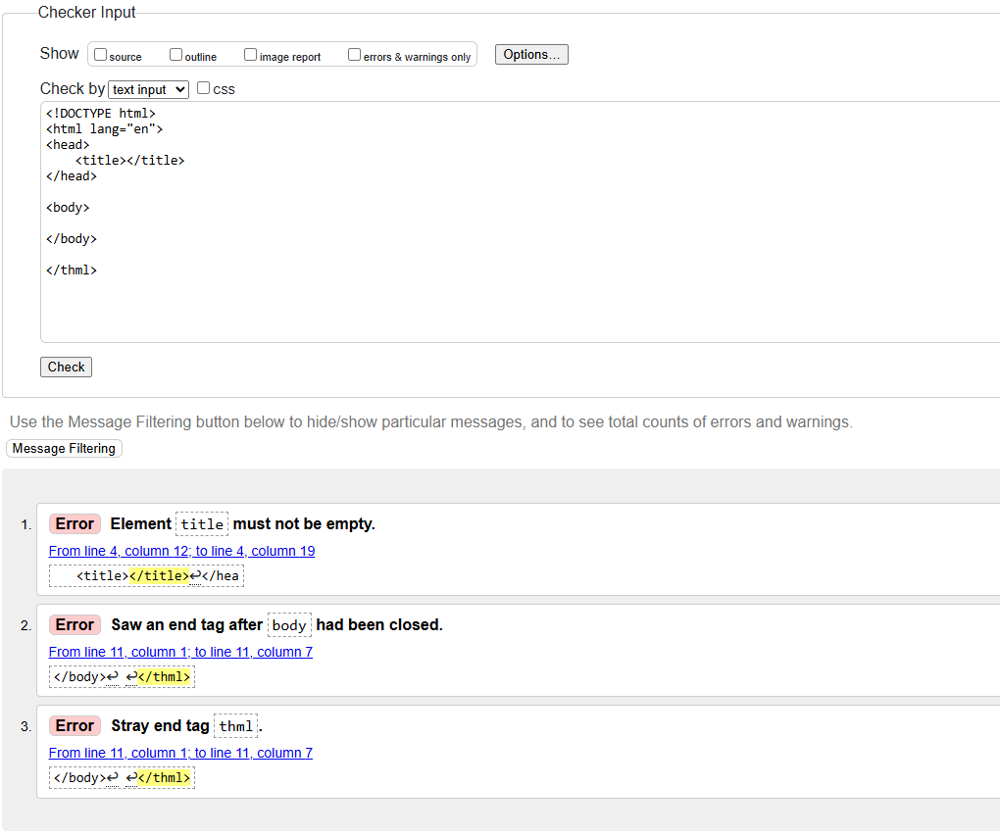 Checker Input
Show source outline image report errors & warnings only Options...
Check by text input css
<!DOCTYPE html>
<html lang="en">
<head>
    <title></title>
</head>
<body>
</body>
</thml>
Check
Use the Message Filtering button below to hide/show particular messages, and to see total counts of errors and warnings.
Message Filtering
1. Error Element title must not be empty.
From line 4, column 12; to line 4, column 19
<title></title>↩</hea
2. Error Saw an end tag after body had been closed.
From line 11, column 1; to line 11, column 7
</body>↩ ↩</thml>
3. Error Stray end tag thml.
From line 11, column 1; to line 11, column 7
</body>↩ ↩</thml>